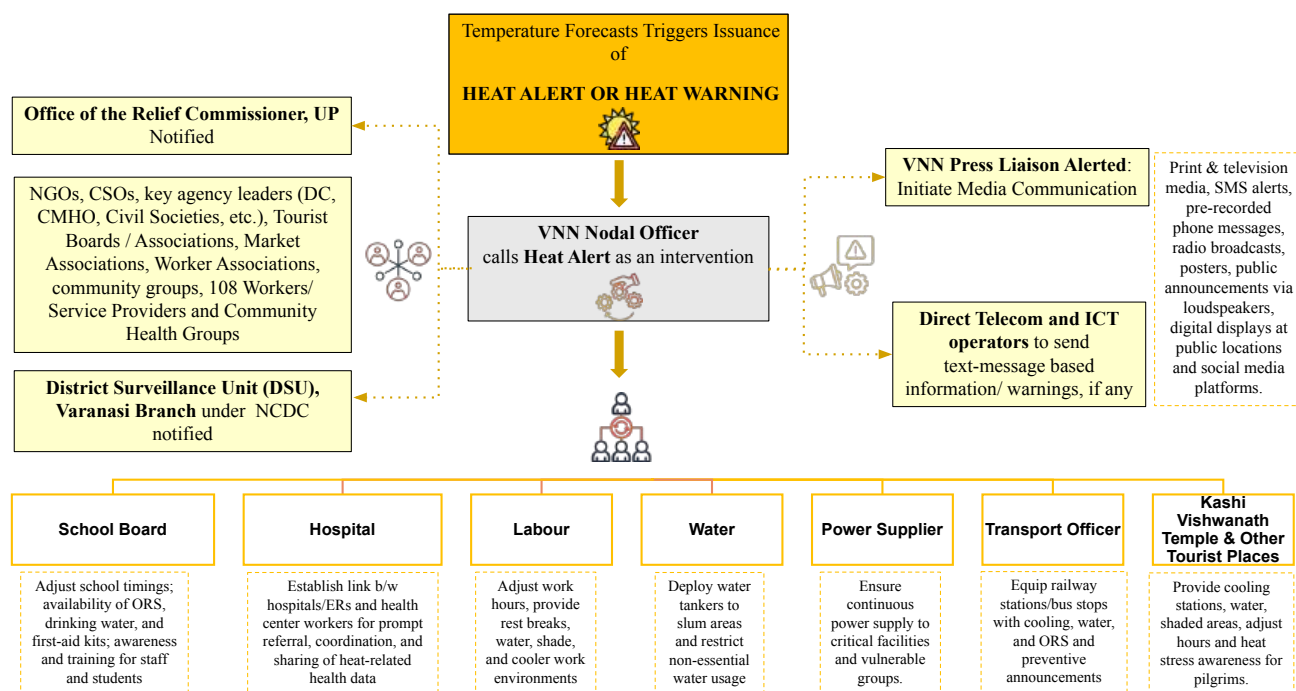 Temperature Forecasts Triggers Issuance
of
HEAT ALERT OR HEAT WARNING
Office of the Relief Commissioner, UP
Notified
NGOs, CSOs, key agency leaders (DC,
CMHO, Civil Societies, etc.), Tourist
Boards / Associations, Market
Associations, Worker Associations,
community groups, 108 Workers/
Service Providers and Community
Health Groups
District Surveillance Unit (DSU),
Varanasi Branch under NCDC
notified
VNN Nodal Officer
calls Heat Alert as an intervention
VNN Press Liaison Alerted:
Initiate Media Communication
Direct Telecom and ICT
operators to send
text-message based
information/ warnings, if any
Print & television
media, SMS alerts,
pre-recorded
phone messages,
radio broadcasts,
posters, public
announcements via
loudspeakers,
digital displays at
public locations
and social media
platforms.
School Board
Adjust school timings;
availability of ORS,
drinking water, and
first-aid kits; awareness
and training for staff
and students
Hospital
Establish link b/w
hospitals/ERs and health
center workers for prompt
referral, coordination, and
sharing of heat-related
health data
Labour
Adjust work
hours, provide
rest breaks,
water, shade,
and cooler work
environments
Water
Deploy water
tankers to
slum areas
and restrict
non-essential
water usage
Power Supplier
Ensure
continuous
power supply to
critical facilities
and vulnerable
groups.
Transport Officer
Equip railway
stations/bus stops
with cooling, water,
and ORS and
preventive
announcements
Kashi
Vishwanath
Temple & Other
Tourist Places
Provide cooling
stations, water,
shaded areas, adjust
hours and heat
stress awareness for
pilgrims.